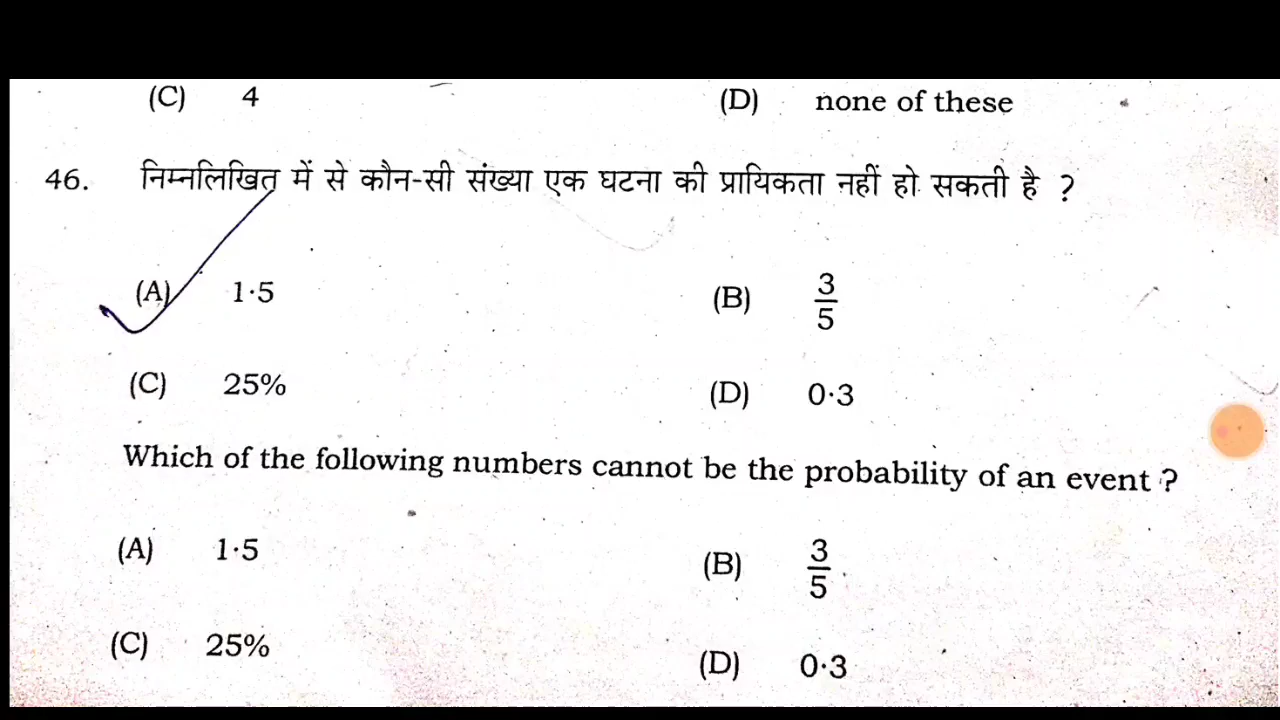 (C) 4 (D) none of these
46. निम्नलिखित में से कौन-सी संख्या एक घटना की प्रायिकता नहीं हो सकती है ?
(A) 1·5 (B) 3/5
(C) 25% (D) 0·3
Which of the following numbers cannot be the probability of an event ?
(A) 1·5 (B) 3/5
(C) 25% (D) 0·3